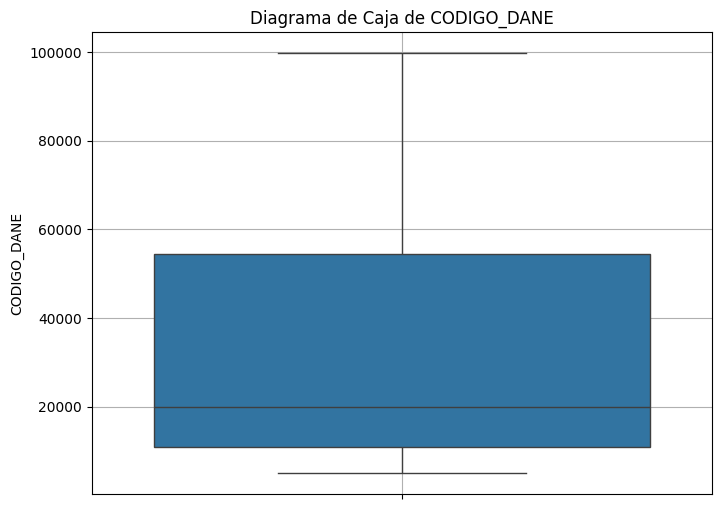 Diagrama de Caja de CODIGO_DANE
100000
80000
60000
40000
20000
CODIGO_DANE